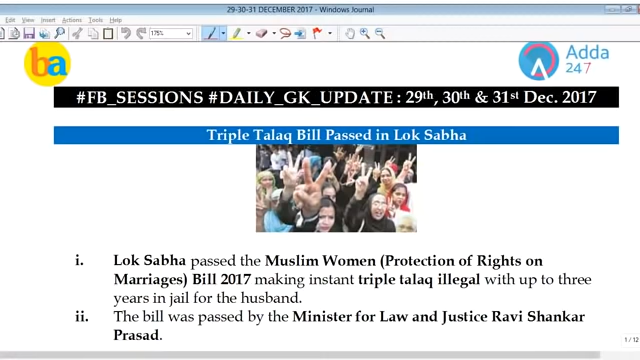 29-30-31 DECEMBER 2017 - Windows Journal
Edit View Insert Actions Tools Help
175%
ba
Adda
247
#FB_SESSIONS #DAILY_GK_UPDATE : 29th, 30th & 31st Dec. 2017
Triple Talaq Bill Passed in Lok Sabha
i. Lok Sabha passed the Muslim Women (Protection of Rights on
Marriages) Bill 2017 making instant triple talaq illegal with up to three
years in jail for the husband.
ii. The bill was passed by the Minister for Law and Justice Ravi Shankar
Prasad.
1 / 12